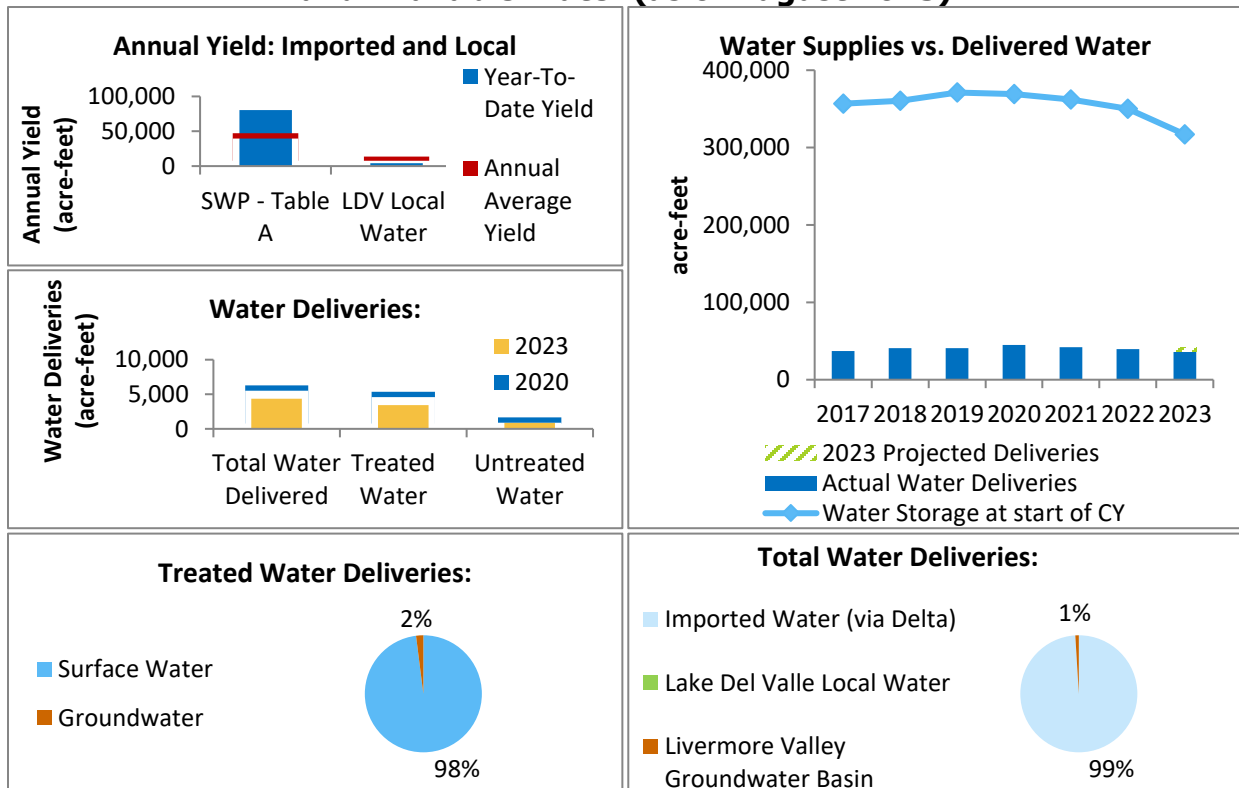 Annual Yield: Imported and Local
Annual Yield
(acre-feet)
100,000
50,000
0
SWP - Table
A
LDV Local
Water
Year-To-
Date Yield
Annual
Average
Yield
Water Deliveries:
Water Deliveries
(acre-feet)
10,000
5,000
0
Total Water
Delivered
Treated
Water
Untreated
Water
2023
2020
Water Supplies vs. Delivered Water
acre-feet
400,000
300,000
200,000
100,000
0
2017 2018 2019 2020 2021 2022 2023
2023 Projected Deliveries
Actual Water Deliveries
Water Storage at start of CY
Treated Water Deliveries:
Surface Water
Groundwater
2%
98%
Total Water Deliveries:
Imported Water (via Delta)
Lake Del Valle Local Water
Livermore Valley
Groundwater Basin
1%
99%